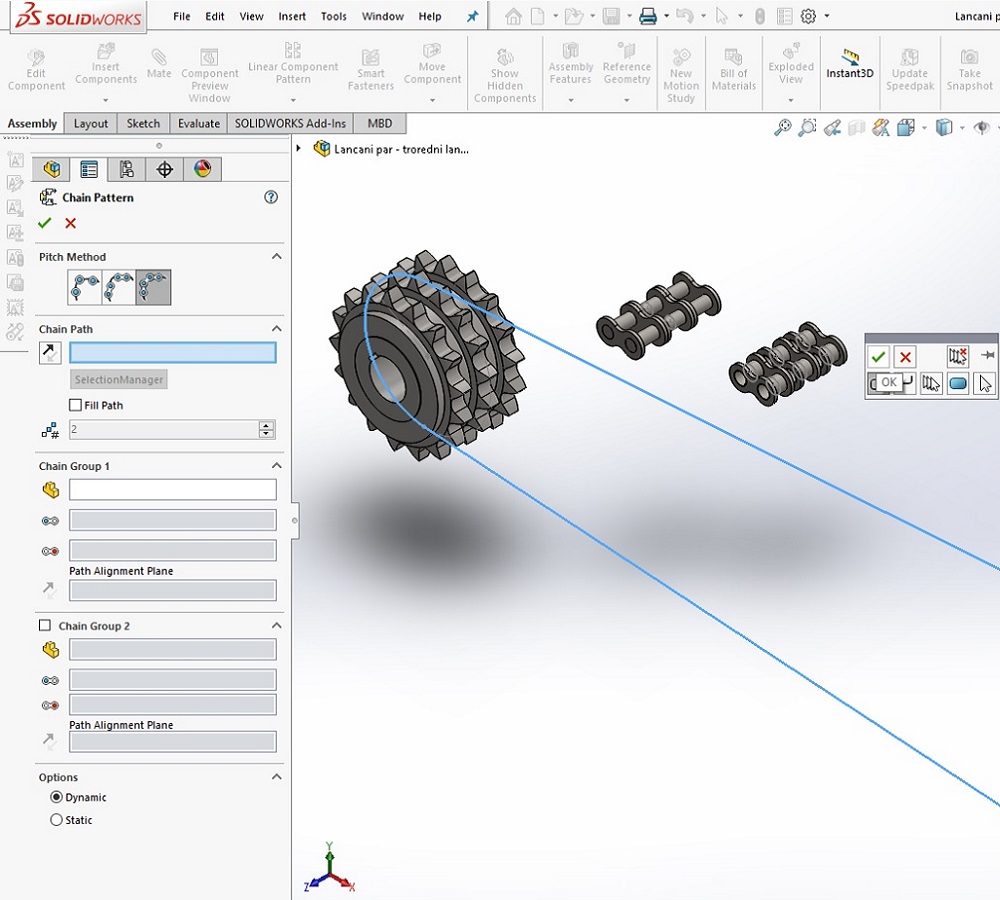 SOLIDWORKS File Edit View Insert Tools Window Help Lancani p
Edit Component
Insert Components
Mate
Component Preview Window
Linear Component Pattern
Smart Fasteners
Move Component
Show Hidden Components
Assembly Features
Reference Geometry
New Motion Study
Bill of Materials
Exploded View
Instant3D
Update Speedpak
Take Snapshot
Assembly Layout Sketch Evaluate SOLIDWORKS Add-Ins MBD
Lancani par - troredni lan...
Chain Pattern
Pitch Method
Chain Path
SelectionManager
Fill Path
#
2
Chain Group 1
Path Alignment Plane
Chain Group 2
Path Alignment Plane
Options
Dynamic
Static
OK
Y
Z
X